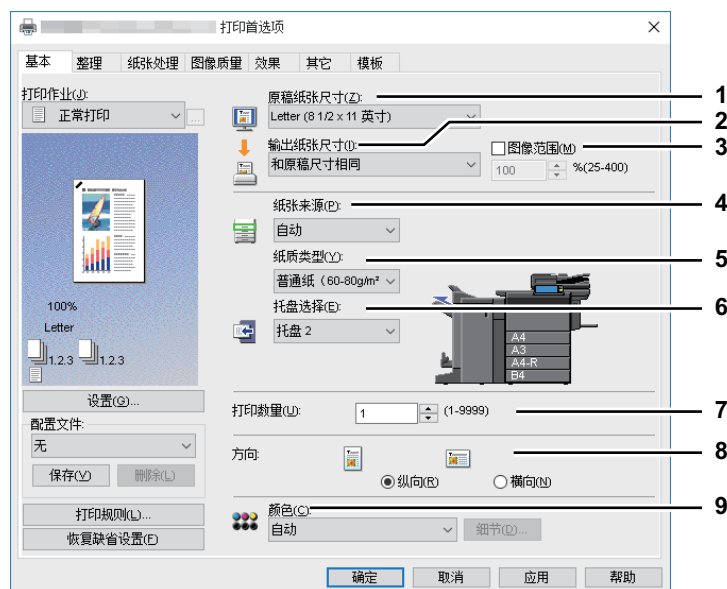 打印首选项
基本 整理 纸张处理 图像质量 效果 其它 模板
打印作业(J):
正常打印
...
100%
Letter
1.2.3 1.2.3
设置(G)...
配置文件:
无
保存(V) 删除(L)
打印规则(L)...
恢复缺省设置(F)
原稿纸张尺寸(Z):
Letter (8 1/2 x 11 英寸)
输出纸张尺寸(I):
和原稿尺寸相同
图像范围(M)
100 %(25-400)
纸张来源(P):
自动
纸质类型(Y):
普通纸（60-80g/m²
托盘选择(E):
托盘 2
A4
A3
A4-R
B4
打印数量(U): 1 (1-9999)
方向:
纵向(R) 横向(N)
颜色(C):
自动
细节(D)...
确定 取消 应用 帮助
1
2
3
4
5
6
7
8
9